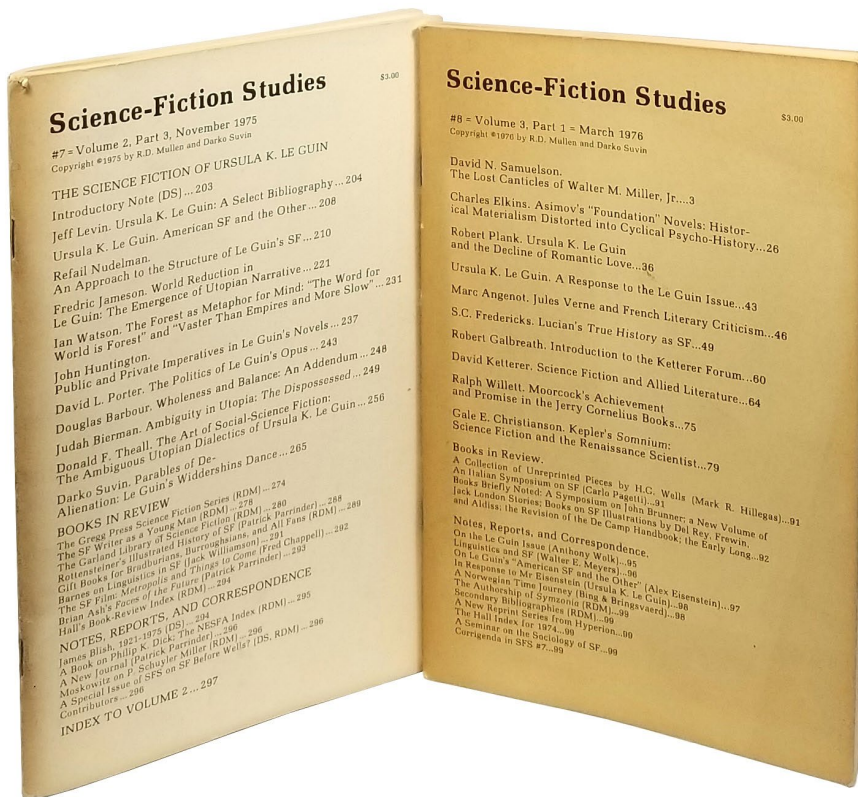 Science-Fiction Studies
$3.00
#7 = Volume 2, Part 3, November 1975
Copyright ©1975 by R.D. Mullen and Darko Suvin
THE SCIENCE FICTION OF URSULA K. LE GUIN
Introductory Note (DS)...203
Jeff Levin. Ursula K. Le Guin: A Select Bibliography...204
Ursula K. Le Guin. American SF and the Other...208
Refail Nudelman.
An Approach to the Structure of Le Guin's SF...210
Fredric Jameson. World Reduction in
Le Guin: The Emergence of Utopian Narrative...221
Ian Watson. The Forest as Metaphor for Mind: "The Word for
World is Forest" and "Vaster Than Empires and More Slow"...231
John Huntington.
Public and Private Imperatives in Le Guin's Novels...237
David L. Porter. The Politics of Le Guin's Opus...243
Douglas Barbour. Wholeness and Balance: An Addendum...248
Judah Bierman. Ambiguity in Utopia: The Dispossessed...249
Donald F. Theall. The Art of Social-Science Fiction:
The Ambiguous Utopian Dialectics of Ursula K. Le Guin...256
Darko Suvin. Parables of De-
Alienation: Le Guin's Widdershins Dance...265
BOOKS IN REVIEW
The Gregg Press Science Fiction Series (RDM)...274
The SF Writer as a Young Man (RDM)...278
The Garland Library of Science Fiction (RDM)...280
Rottensteiner's Illustrated History of SF (Patrick Parrinder)...288
Gift Books for Bradburians, Burroughsians, and All Fans (RDM)...289
Barnes on Linguistics in SF (Jack Williamson)...291
The SF Film: Metropolis and Things to Come (Fred Chappell)...292
Brian Ash's Faces of the Future (Patrick Parrinder)...293
Hall's Book-Review Index (RDM)...294
NOTES, REPORTS, AND CORRESPONDENCE
James Blish, 1921-1975 (DS)...294
A Book on Philip K. Dick; The NESFA Index (RDM)...295
A New Journal (Patrick Parrinder)...296
Moskowitz on P. Schuyler Miller (RDM)...296
A Special Issue of SFS on SF Before Wells? (DS, RDM)...296
Contributors...296
INDEX TO VOLUME 2...297
Science-Fiction Studies
$3.00
#8 = Volume 3, Part 1 = March 1976
Copyright ©1976 by R.D. Mullen and Darko Suvin
David N. Samuelson.
The Lost Canticles of Walter M. Miller, Jr....3
Charles Elkins. Asimov's "Foundation" Novels: Histor-
ical Materialism Distorted into Cyclical Psycho-History...26
Robert Plank. Ursula K. Le Guin
and the Decline of Romantic Love...36
Ursula K. Le Guin. A Response to the Le Guin Issue...43
Marc Angenot. Jules Verne and French Literary Criticism...46
S.C. Fredericks. Lucian's True History as SF...49
Robert Galbreath. Introduction to the Ketterer Forum...60
David Ketterer. Science Fiction and Allied Literature...64
Ralph Willett. Moorcock's Achievement
and Promise in the Jerry Cornelius Books...75
Gale E. Christianson. Kepler's Somnium:
Science Fiction and the Renaissance Scientist...79
Books in Review.
A Collection of Unreprinted Pieces by H.G. Wells (Mark R. Hillegas)...91
An Italian Symposium on SF (Carlo Pagetti)...91
Books Briefly Noted: A Symposium on John Brunner; a New Volume of
Jack London Stories; Books on SF Illustrations by Del Rey, Frewin,
and Aldiss; the Revision of the De Camp Handbook; the Early Long...92
Notes, Reports, and Correspondence.
On the Le Guin Issue (Anthony Wolk)...95
Linguistics and SF (Walter E. Meyers)...96
On Le Guin's "American SF and the Other" (Alex Eisenstein)...97
In Response to Mr Eisenstein (Ursula K. Le Guin)...98
A Norwegian Time Journey (Bing & Bringsvaerd)...98
The Authorship of Symzonia (RDM)...99
Secondary Bibliographies (RDM)...99
A New Reprint Series from Hyperion...99
The Hall Index for 1974...99
A Seminar on the Sociology of SF...99
Corrigenda in SFS #7...99